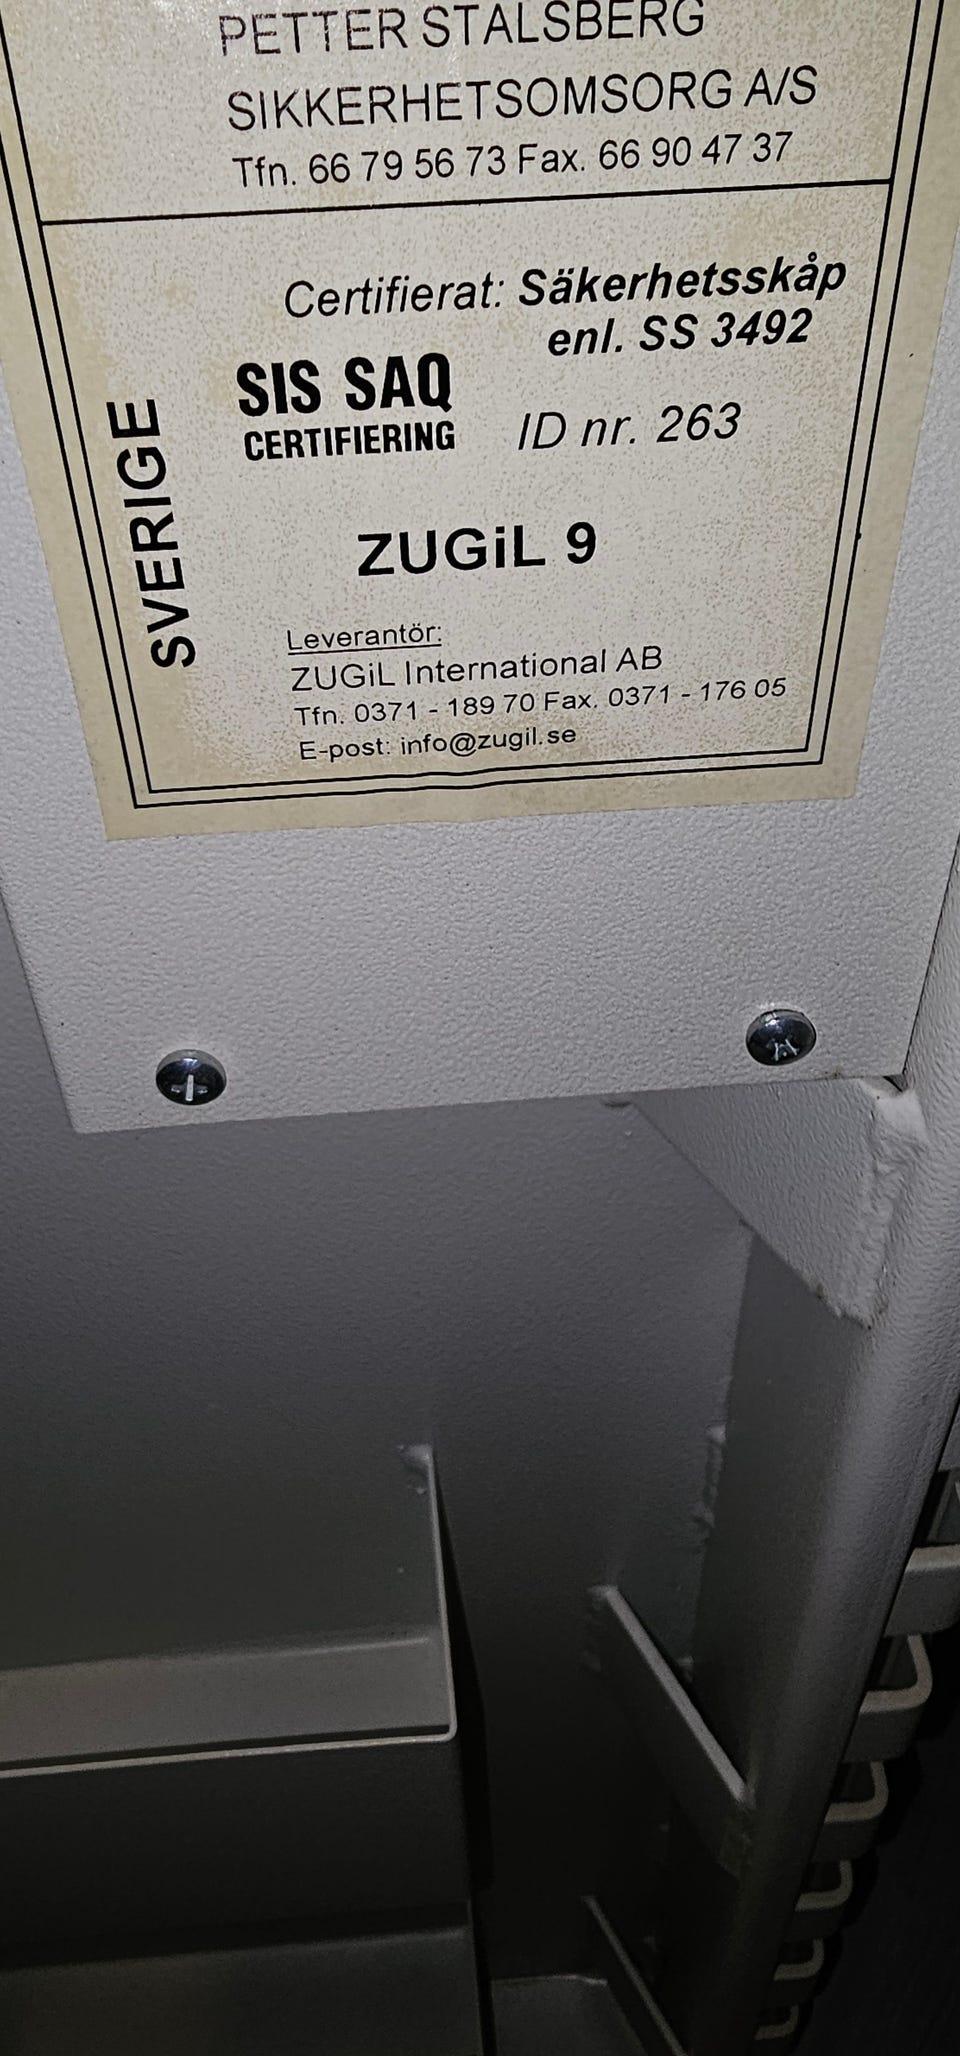 PETTER STALSBERG
SIKKERHETSOMSORG A/S
Tfn. 66 79 56 73 Fax. 66 90 47 37
SVERIGE
Certifierat: Säkerhetsskåp
enl. SS 3492
SIS SAQ
CERTIFIERING
ID nr. 263
ZUGiL 9
Leverantör:
ZUGiL International AB
Tfn. 0371 - 189 70 Fax. 0371 - 176 05
E-post: info@zugil.se